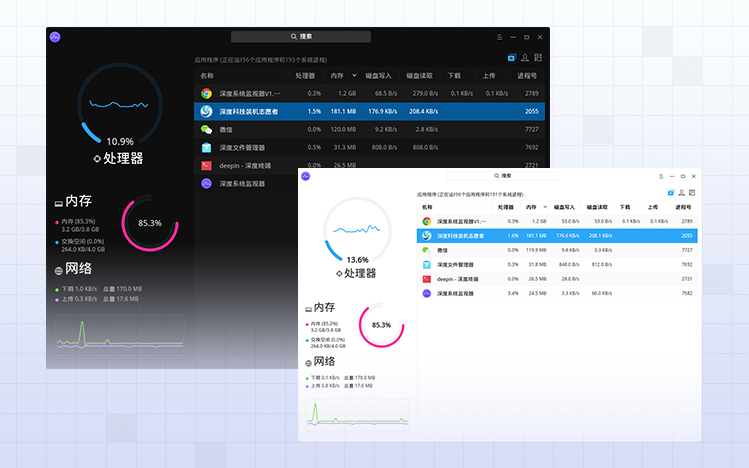 搜索
应用程序 (正在运行6个应用程序和193个系统进程)
名称 处理器 内存 磁盘写入 磁盘读取 下载 上传 进程号
深度系统监视器V1.⋯ 0.3% 1.2 GB 68.5 B/s 279.0 B/s 0.1 KB/s 0.1 KB/s 2789
深度科技装机志愿者 1.5% 181.1 MB 176.9 KB/s 208.4 KB/s 2055
微信 0.0% 120.0 MB 9.2 KB/s 2.8 KB/s 7727
深度文件管理器 0.5% 31.3 MB 808.0 B/s 808.0 B/s 7692
deepin - 深度终端 0.0% 26.5 MB 2721
深度系统监视器
10.9%
处理器
内存
内存 (85.3%)
3.2 GB/3.8 GB
交换空间 (0.0%)
264.0 KB/4.0 GB
85.3%
网络
下载 1.0 KB/s 总量 170.0 MB
上传 0.3 KB/s 总量 17.6 MB
搜索
应用程序 (正在运行6个应用程序和193个系统进程)
名称 处理器 内存 磁盘写入 磁盘读取 下载 上传 进程号
深度系统监视器V1.⋯ 0.3% 1.2 GB 53.0 B/s 53.0 B/s 0.1 KB/s 0.1 KB/s 2789
深度科技装机志愿者 1.6% 181.1 MB 176.6 KB/s 208.1 KB/s 2055
微信 0.0% 119.9 MB 9.8 KB/s 3.3 KB/s 7727
深度文件管理器 0.3% 31.8 MB 848.0 B/s 812.0 B/s 7692
deepin - 深度终端 0.0% 26.5 MB 28.0 B/s 2721
深度系统监视器 3.4% 24.5 MB 3.3 KB/s 66.0 KB/s 7582
13.6%
处理器
内存
内存 (85.3%)
3.2 GB/3.8 GB
交换空间 (0.0%)
264.0 KB/4.0 GB
85.3%
网络
下载 0.1 KB/s 总量 170.0 MB
上传 0.8 KB/s 总量 17.6 MB